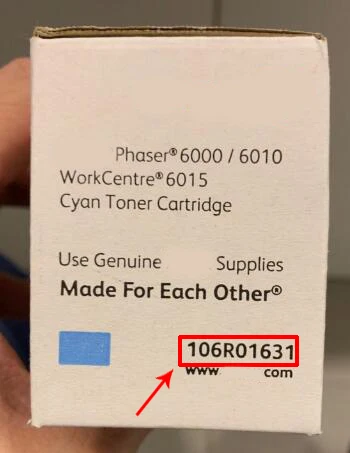 Phaser® 6000 / 6010
WorkCentre® 6015
Cyan Toner Cartridge
Use Genuine Supplies
Made For Each Other®
106R01631
www. com